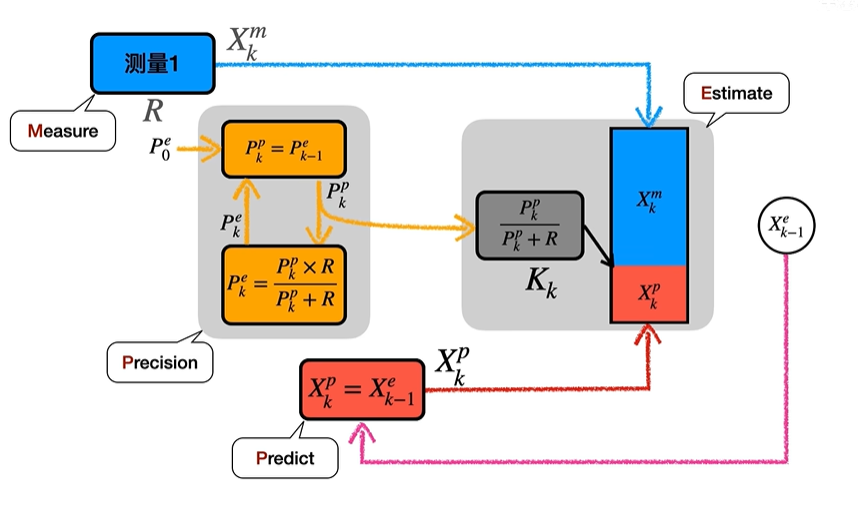 测量1
X_k^m
Measure
R
P_0^e
P_k^p = P_{k-1}^e
P_k^p
P_k^e
P_k^e = \frac{P_k^p × R}{P_k^p + R}
Precision
Estimate
\frac{P_k^p}{P_k^p + R}
K_k
X_k^m
X_k^p
X_{k-1}^e
X_k^p = X_{k-1}^e
X_k^p
Predict